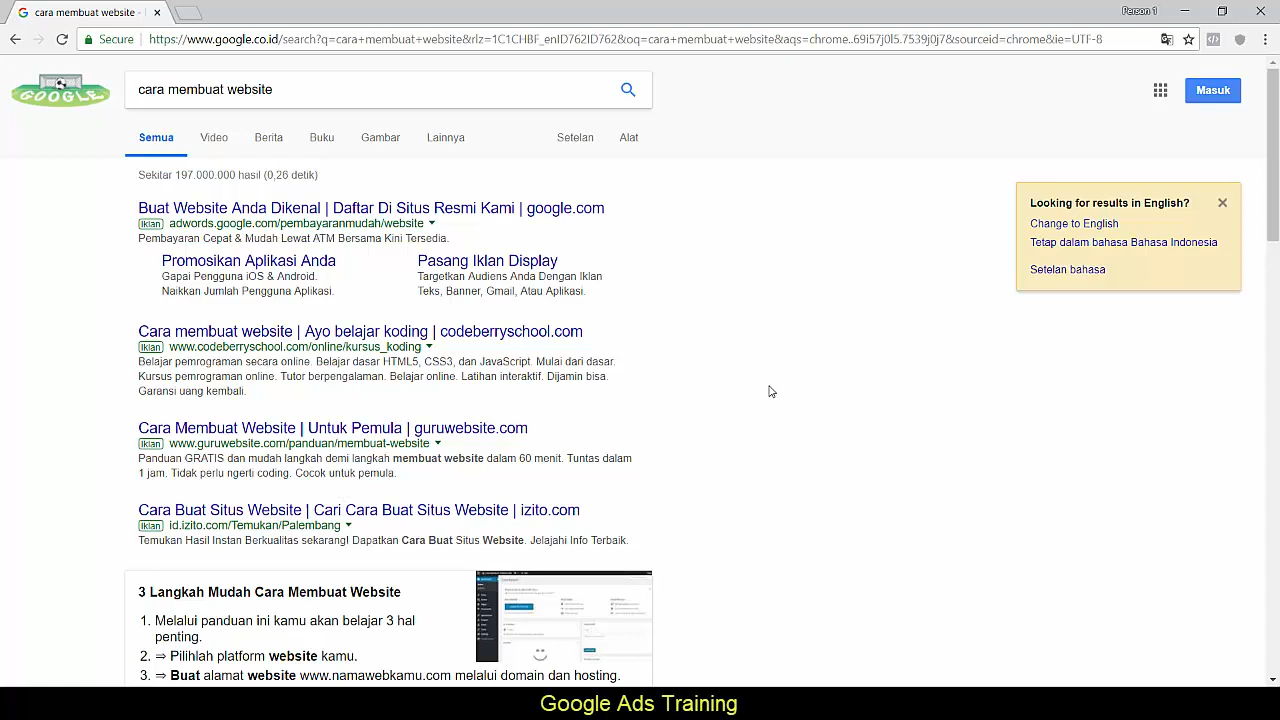 cara membuat website -
Person 1
Secure
https://www.google.co.id/search?q=cara+membuat+website&rlz=1C1CHBF_enID762ID762&oq=cara+membuat+website&aqs=chrome..69i57j0l5.7539j0j7&sourceid=chrome&ie=UTF-8
GOOGLE
cara membuat website
Masuk
Semua Video Berita Buku Gambar Lainnya Setelan Alat
Sekitar 197.000.000 hasil (0,26 detik)
Buat Website Anda Dikenal | Daftar Di Situs Resmi Kami | google.com
Iklan adwords.google.com/pembayaranmudah/website
Pembayaran Cepat & Mudah Lewat ATM Bersama Kini Tersedia.
Promosikan Aplikasi Anda
Gapai Pengguna iOS & Android.
Naikkan Jumlah Pengguna Aplikasi.
Pasang Iklan Display
Targetkan Audiens Anda Dengan Iklan
Teks, Banner, Gmail, Atau Aplikasi.
Cara membuat website | Ayo belajar koding | codeberryschool.com
Iklan www.codeberryschool.com/online/kursus_koding
Belajar pemrograman secara online. Belajar dasar HTML5, CSS3, dan JavaScript. Mulai dari dasar.
Kursus pemrograman online. Tutor berpengalaman. Belajar online. Latihan interaktif. Dijamin bisa.
Garansi uang kembali.
Cara Membuat Website | Untuk Pemula | guruwebsite.com
Iklan www.guruwebsite.com/panduan/membuat-website
Panduan GRATIS dan mudah langkah demi langkah membuat website dalam 60 menit. Tuntas dalam
1 jam. Tidak perlu ngerti coding. Cocok untuk pemula.
Cara Buat Situs Website | Cari Cara Buat Situs Website | izito.com
Iklan id.izito.com/Temukan/Palembang
Temukan Hasil Instan Berkualitas sekarang! Dapatkan Cara Buat Situs Website. Jelajahi Info Terbaik.
3 Langkah Mudah Cara Membuat Website
1. Melalui panduan ini kamu akan belajar 3 hal
penting.
2. ⇒ Pilihlah platform website kamu.
3. ⇒ Buat alamat website www.namawebkamu.com melalui domain dan hosting.
Looking for results in English?
Change to English
Tetap dalam bahasa Bahasa Indonesia
Setelan bahasa
Google Ads Training